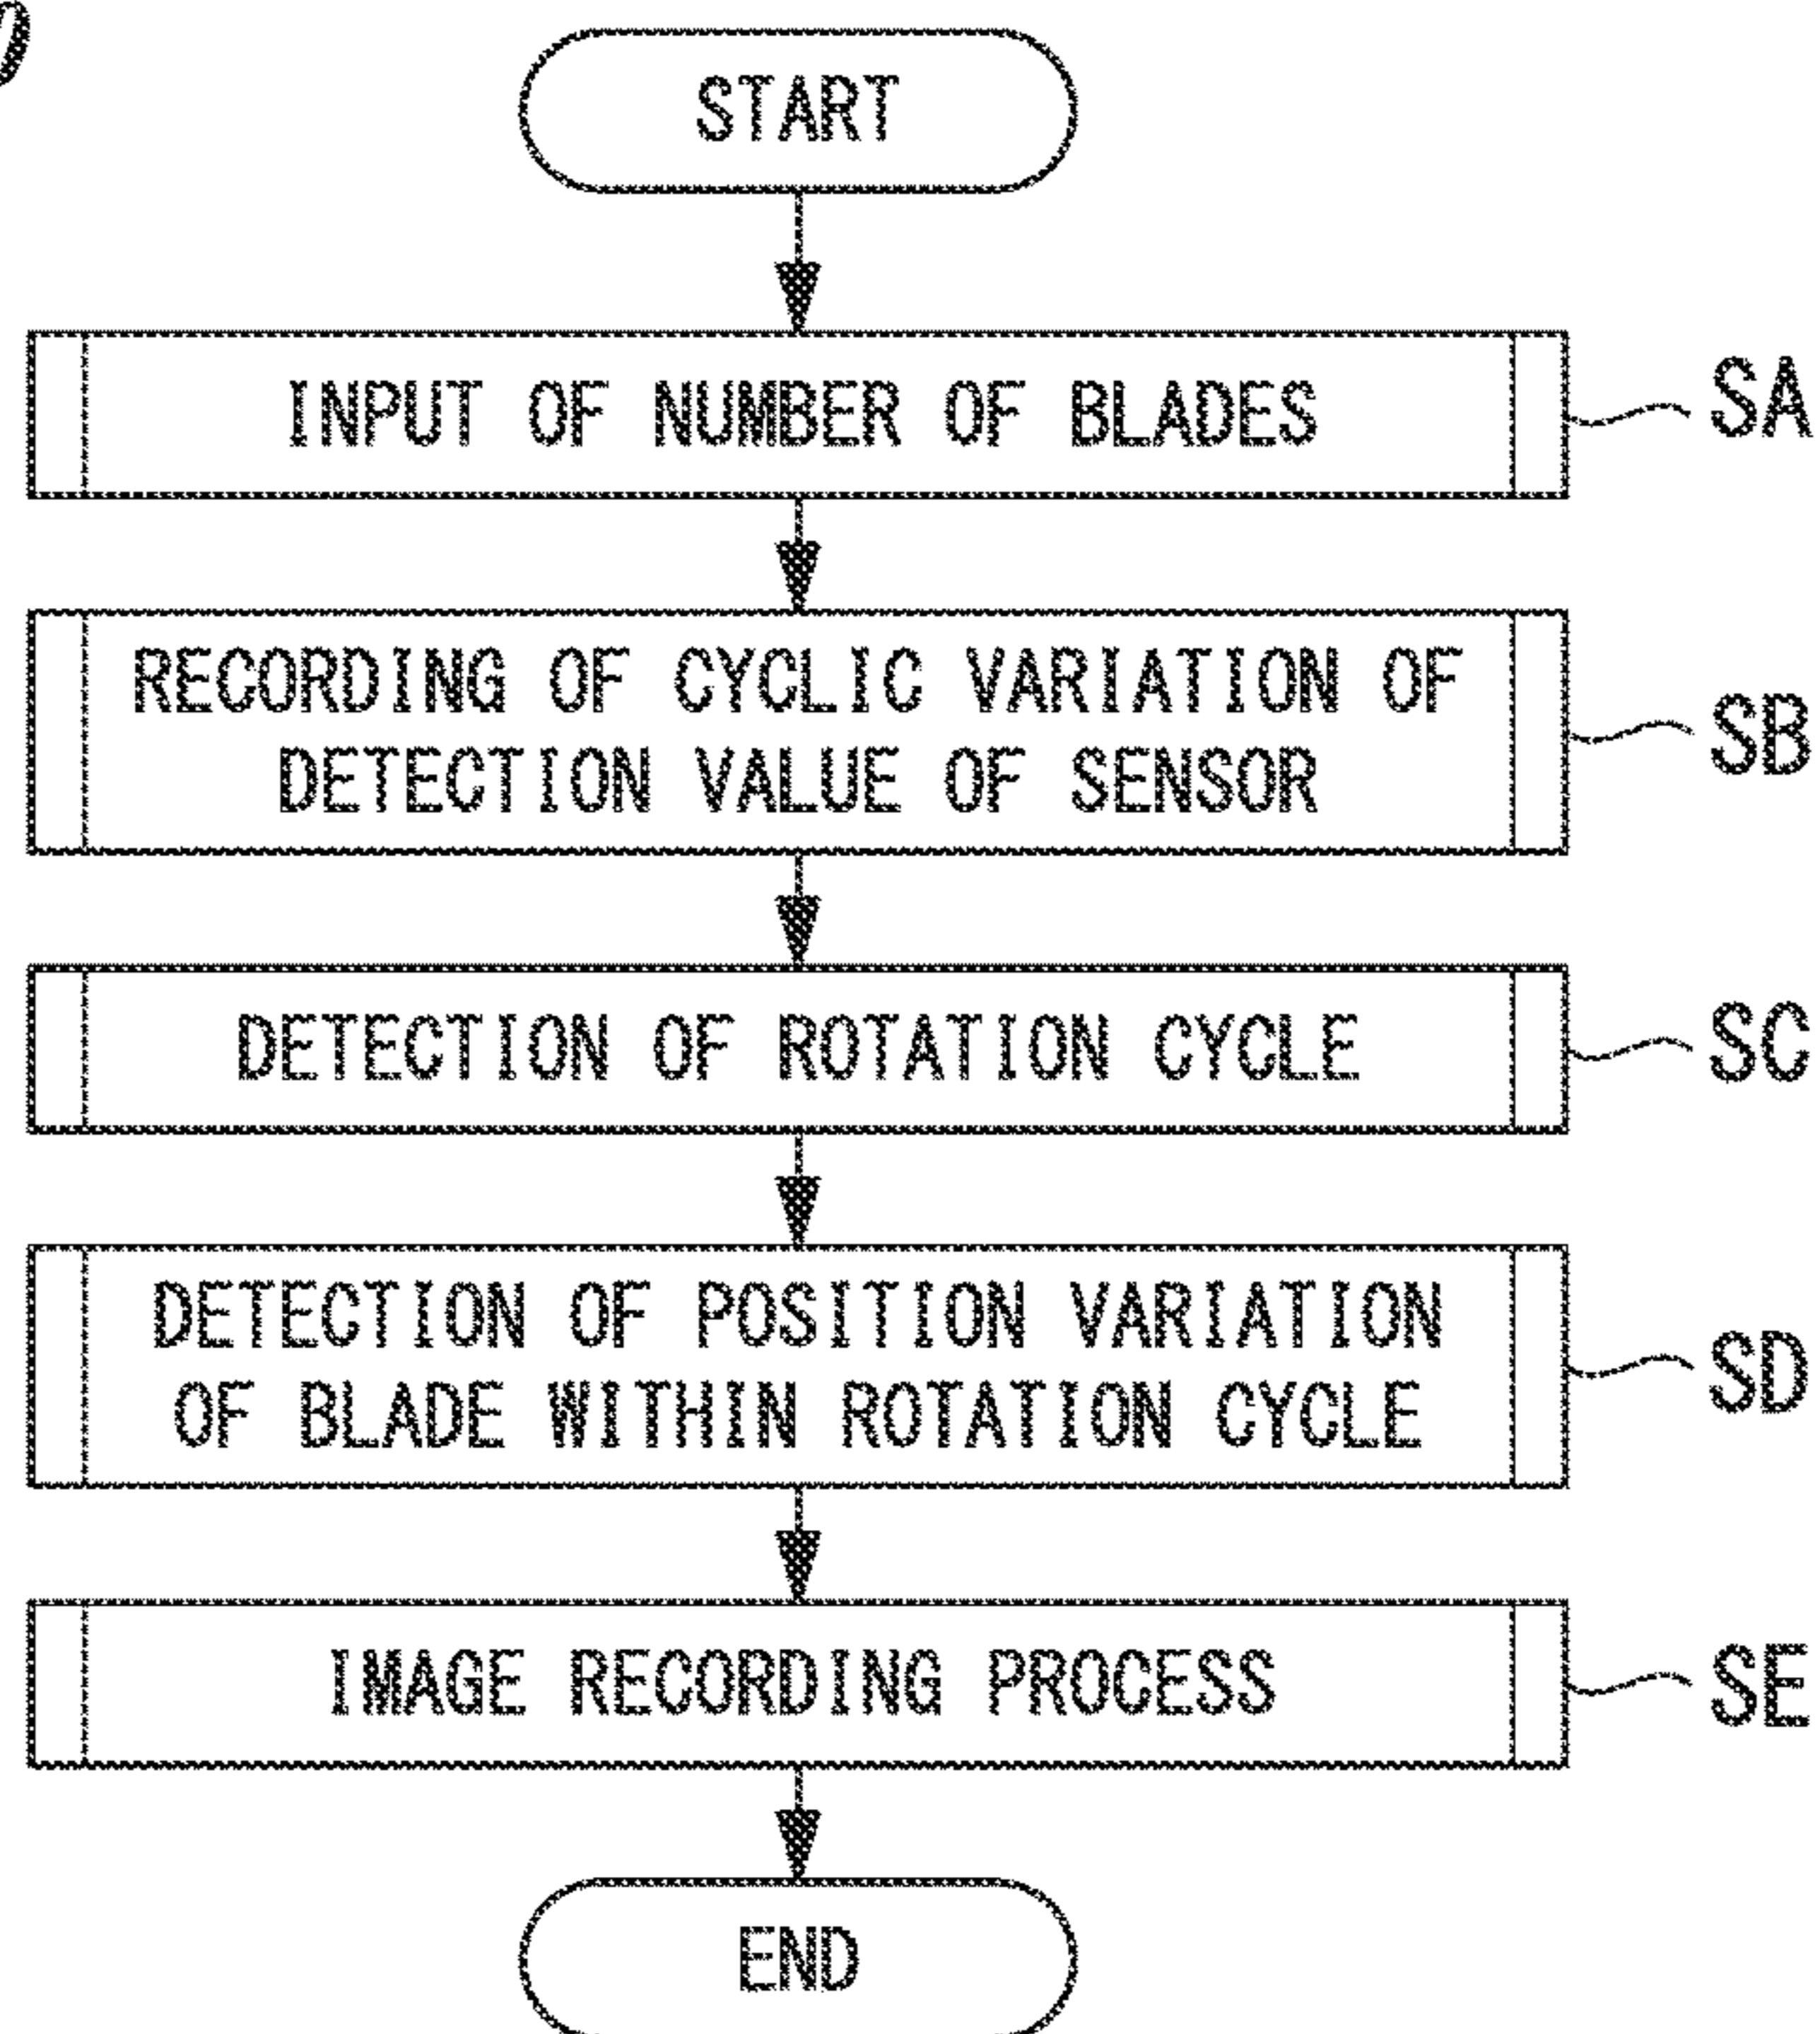 START
INPUT OF NUMBER OF BLADES
SA
RECORDING OF CYCLIC VARIATION OF
DETECTION VALUE OF SENSOR
SB
DETECTION OF ROTATION CYCLE
SC
DETECTION OF POSITION VARIATION
OF BLADE WITHIN ROTATION CYCLE
SD
IMAGE RECORDING PROCESS
SE
END